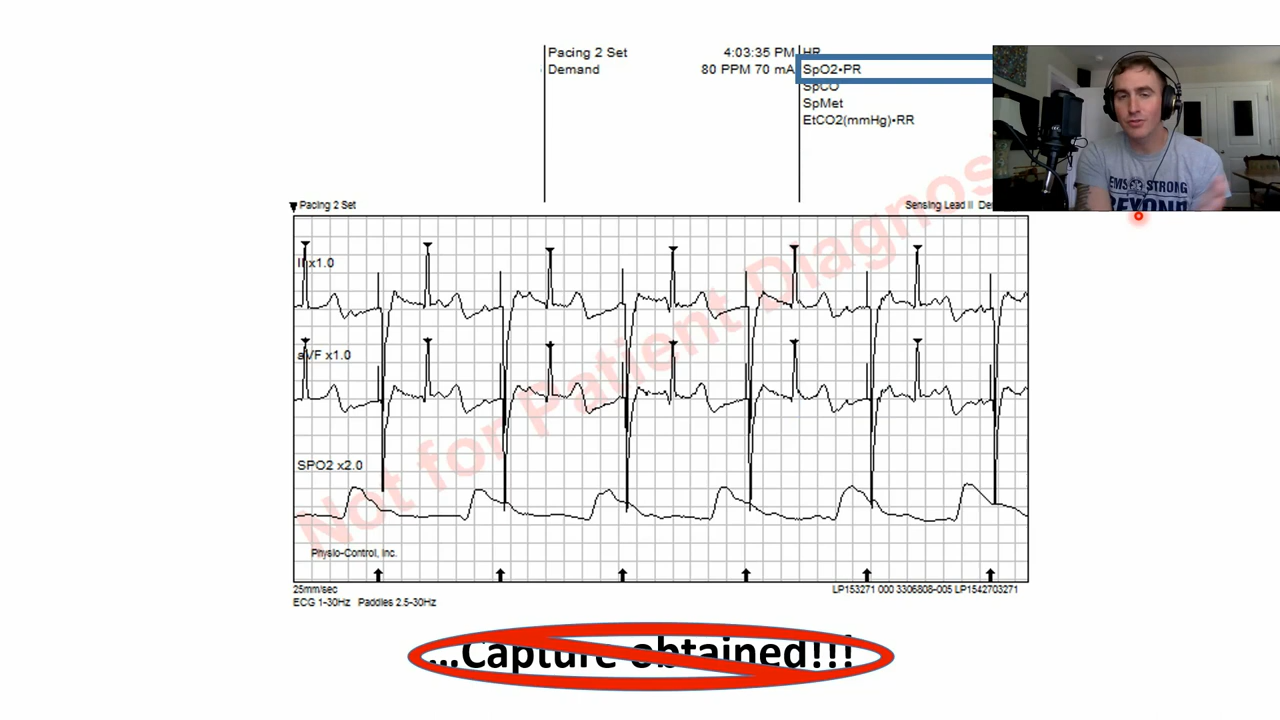 Pacing 2 Set 4:03:35 PM
Demand 80 PPM 70 mA
HR
SpO2•PR
SpCO
SpMet
EtCO2(mmHg)•RR
EMS STRONG
BEYOND
Pacing 2 Set
Sensing Lead II
II x1.0
aVF x1.0
SPO2 x2.0
Not for Patient Diagnosis
Physio-Control, Inc.
25mm/sec
LP153271 000 3306808-005 LP1542703271
ECG 1-30Hz Paddles 2.5-30Hz
...Capture obtained!!!